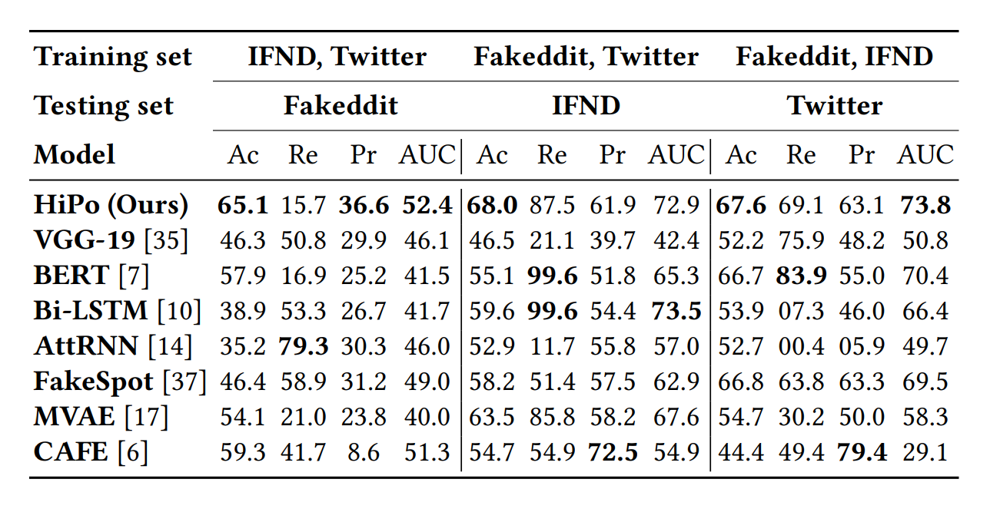 Training set IFND, Twitter Fakeddit, Twitter Fakeddit, IFND
Testing set Fakeddit IFND Twitter
Model Ac Re Pr AUC Ac Re Pr AUC Ac Re Pr AUC
HiPo (Ours) 65.1 15.7 36.6 52.4 68.0 87.5 61.9 72.9 67.6 69.1 63.1 73.8
VGG-19 [35] 46.3 50.8 29.9 46.1 46.5 21.1 39.7 42.4 52.2 75.9 48.2 50.8
BERT [7] 57.9 16.9 25.2 41.5 55.1 99.6 51.8 65.3 66.7 83.9 55.0 70.4
Bi-LSTM [10] 38.9 53.3 26.7 41.7 59.6 99.6 54.4 73.5 53.9 07.3 46.0 66.4
AttRNN [14] 35.2 79.3 30.3 46.0 52.9 11.7 55.8 57.0 52.7 00.4 05.9 49.7
FakeSpot [37] 46.4 58.9 31.2 49.0 58.2 51.4 57.5 62.9 66.8 63.8 63.3 69.5
MVAE [17] 54.1 21.0 23.8 40.0 63.5 85.8 58.2 67.6 54.7 30.2 50.0 58.3
CAFE [6] 59.3 41.7 8.6 51.3 54.7 54.9 72.5 54.9 44.4 49.4 79.4 29.1